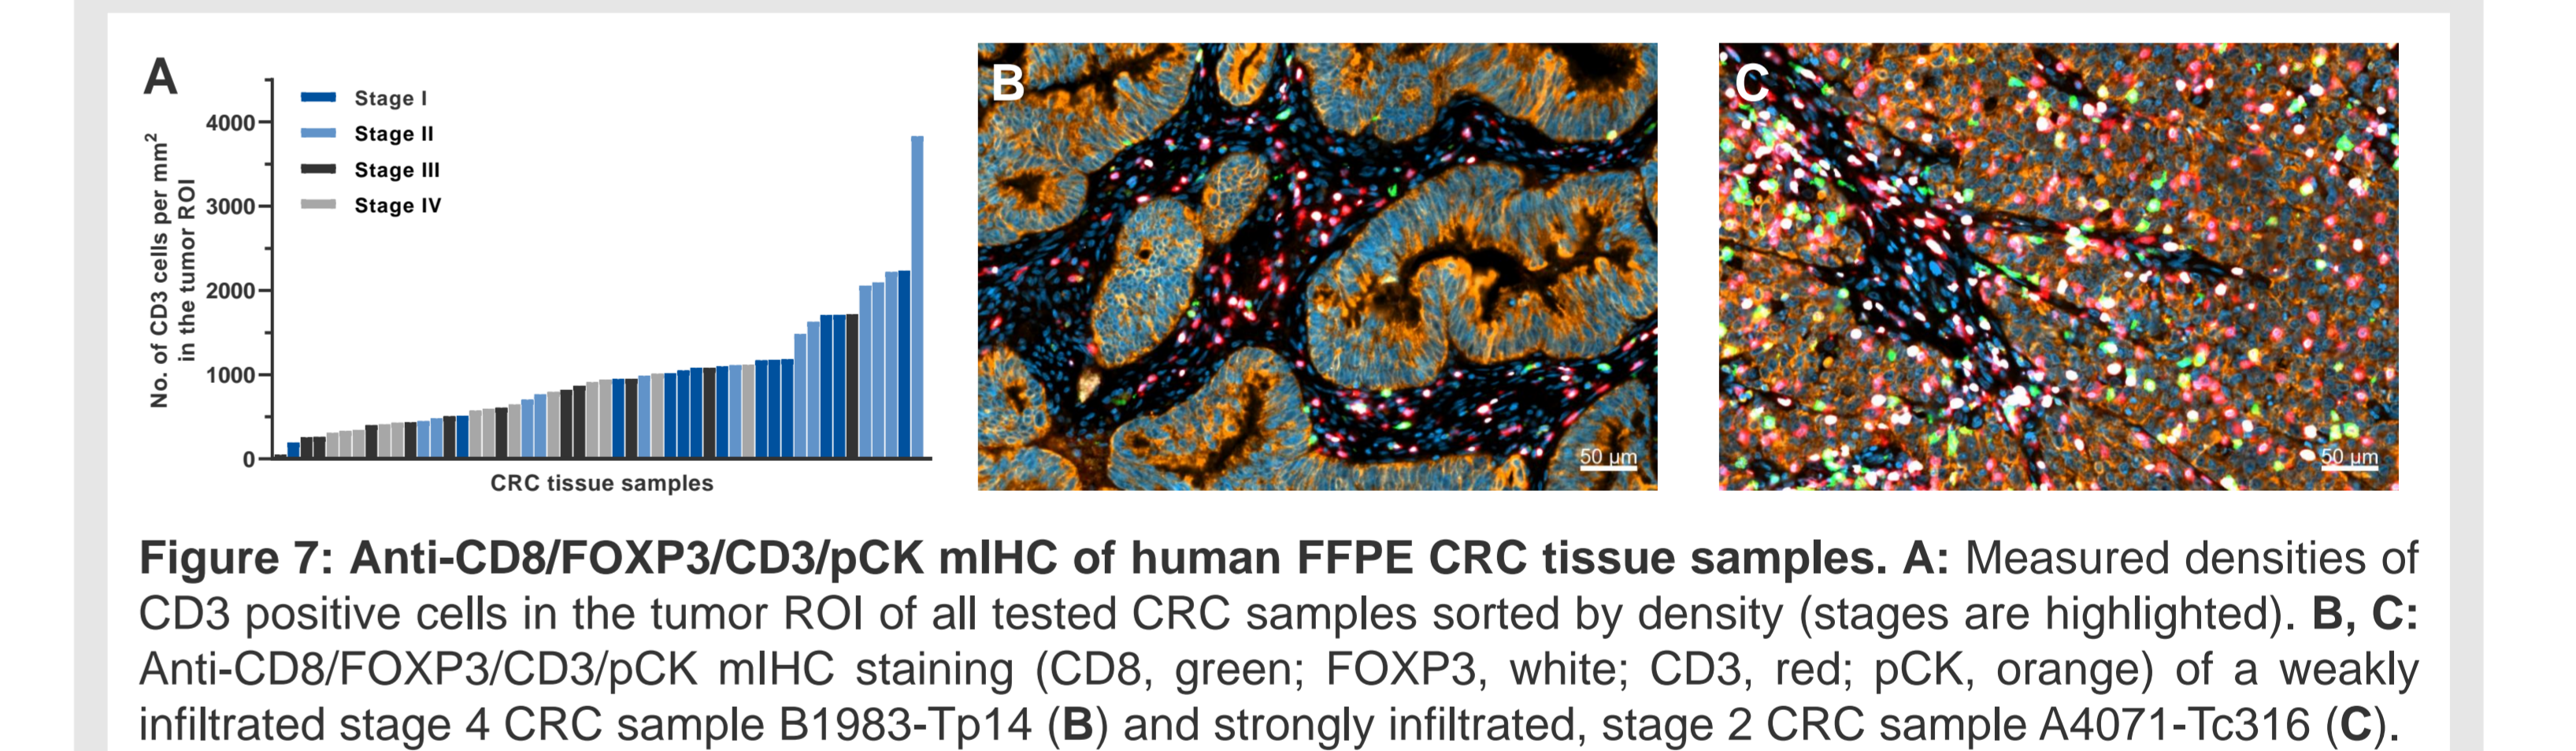 A
No. of CD3 cells per mm2
in the tumor ROI
4000
3000
2000
1000
0
Stage I
Stage II
Stage III
Stage IV
CRC tissue samples
B
50 µm
C
50 µm
Figure 7: Anti-CD8/FOXP3/CD3/pCK mIHC of human FFPE CRC tissue samples. A: Measured densities of
CD3 positive cells in the tumor ROI of all tested CRC samples sorted by density (stages are highlighted). B, C:
Anti-CD8/FOXP3/CD3/pCK mIHC staining (CD8, green; FOXP3, white; CD3, red; pCK, orange) of a weakly
infiltrated stage 4 CRC sample B1983-Tp14 (B) and strongly infiltrated, stage 2 CRC sample A4071-Tc316 (C).